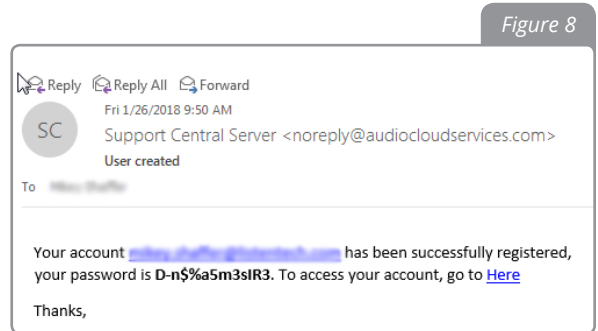 Figure 8
Reply Reply All Forward
Fri 1/26/2018 9:50 AM
SC
Support Central Server <noreply@audiocloudservices.com>
User created
To
Your account has been successfully registered,
your password is D-n$%a5m3sIR3. To access your account, go to Here
Thanks,